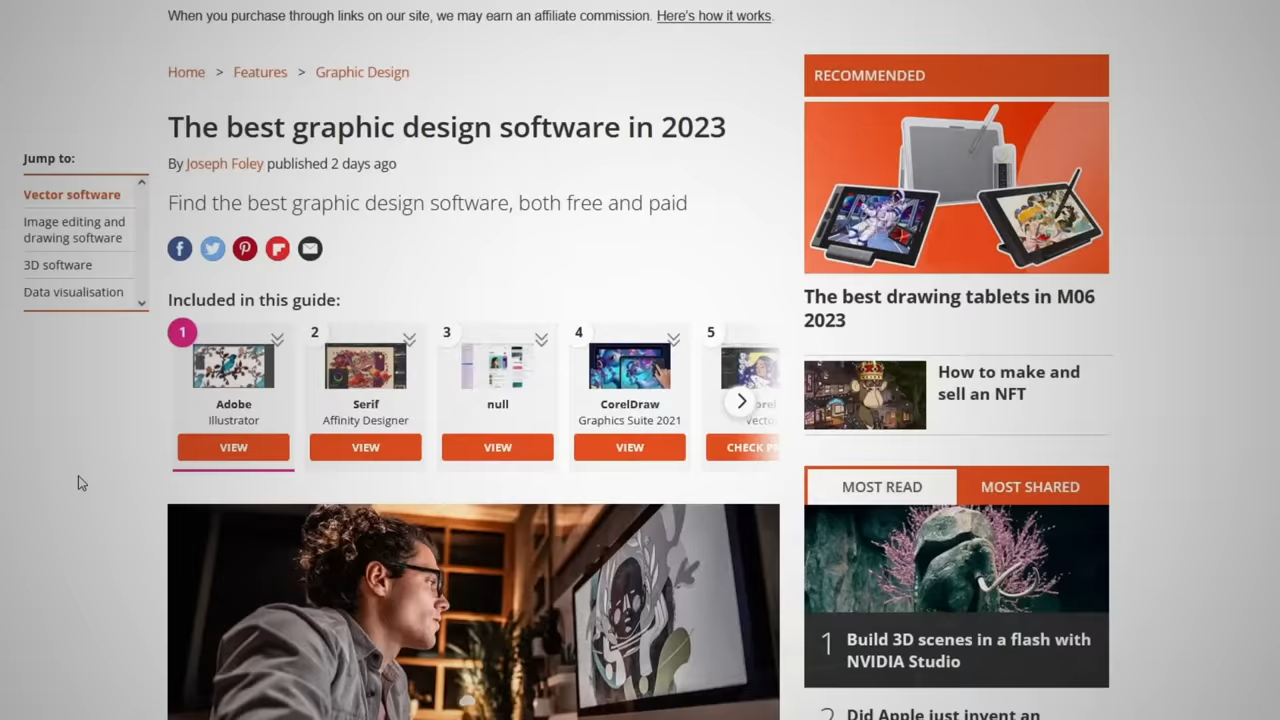 When you purchase through links on our site, we may earn an affiliate commission. Here's how it works.
Home > Features > Graphic Design
The best graphic design software in 2023
By Joseph Foley published 2 days ago
Find the best graphic design software, both free and paid
Jump to:
Vector software
Image editing and
drawing software
3D software
Data visualisation
Included in this guide:
1
Adobe
Illustrator
VIEW
2
Serif
Affinity Designer
VIEW
3
null
VIEW
4
CorelDraw
Graphics Suite 2021
VIEW
5
CHECK
RECOMMENDED
The best drawing tablets in M06
2023
How to make and
sell an NFT
MOST READ
MOST SHARED
1
Build 3D scenes in a flash with
NVIDIA Studio
2
Did Apple just invent an